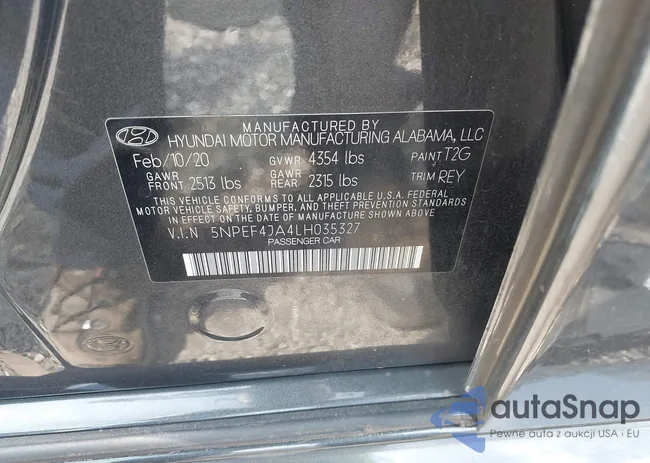 MANUFACTURED BY
HYUNDAI MOTOR MANUFACTURING ALABAMA, LLC
Feb/10/20 GVWR 4354 lbs PAINT T2G
GAWR FRONT 2513 lbs GAWR REAR 2315 lbs TRIM REY
THIS VEHICLE CONFORMS TO ALL APPLICABLE U.S.A. FEDERAL
MOTOR VEHICLE SAFETY, BUMPER, AND THEFT PREVENTION STANDARDS
IN EFFECT ON THE DATE OF MANUFACTURE SHOWN ABOVE.
V.I.N 5NPEF4JA4LH035327
PASSENGER CAR
autaSnap
Pewne auta z aukcji USA i EU